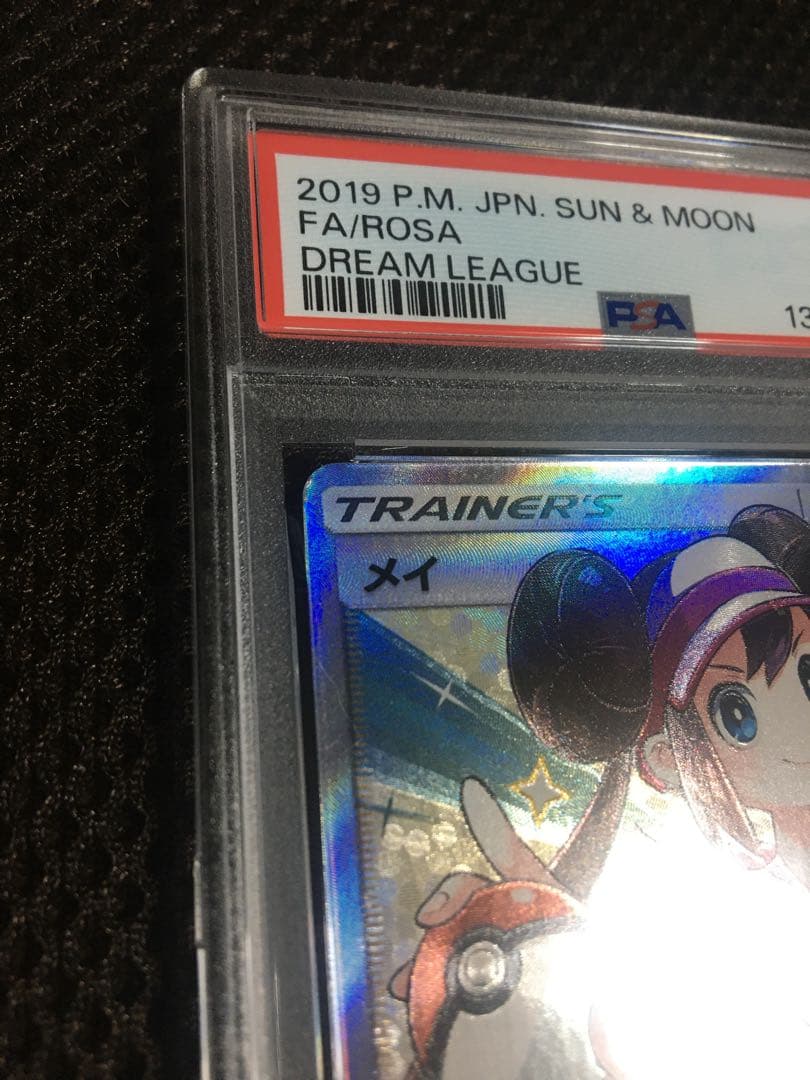 2019 P.M. JPN. SUN & MOON
FA/ROSA
DREAM LEAGUE
PSA
13
TRAINER'S
メイ